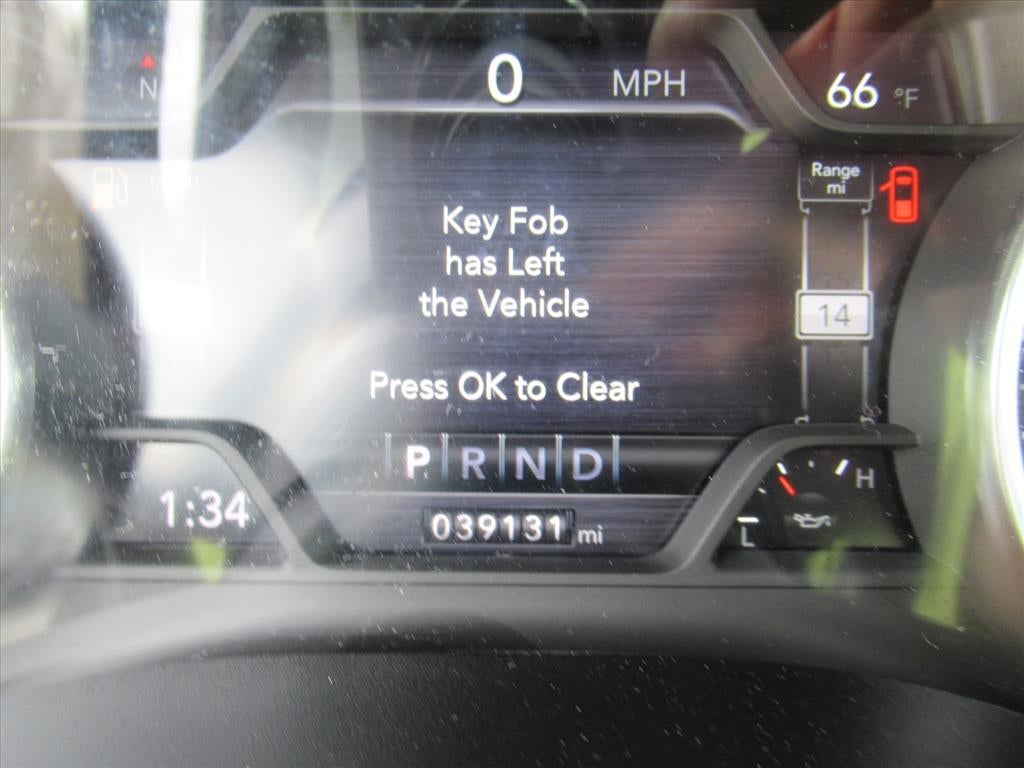 N
0 MPH
66 °F
Range
mi
Key Fob
has Left
the Vehicle
14
13
Press OK to Clear
P R N D
H
1:34
039131 mi
L